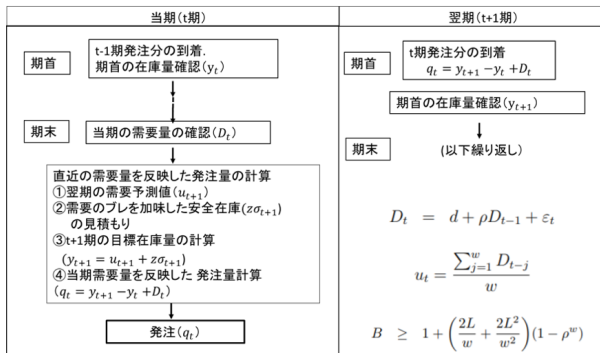 当期(t期)
期首
t-1期発注分の到着.
期首の在庫量確認(y_t)
期末
当期の需要量の確認(D_t)
直近の需要量を反映した発注量の計算
①翌期の需要予測値(u_{t+1})
②需要のブレを加味した安全在庫(zσ_{t+1})
の見積もり
③t+1期の目標在庫量の計算
(y_{t+1} = u_{t+1} + zσ_{t+1})
④当期需要量を反映した 発注量計算
(q_t = y_{t+1} −y_t +D_t)
発注(q_t)
翌期(t+1期)
期首
t期発注分の到着
q_t = y_{t+1} −y_t +D_t
期首の在庫量確認(y_{t+1})
期末
(以下繰り返し)
D_t = d + ρD_{t−1} + ε_t
u_t = \frac{\sum_{j=1}^{w} D_{t−j}}{w}
B ≥ 1 + \left(\frac{2L}{w} + \frac{2L^2}{w^2}\right)(1 − ρ^w)